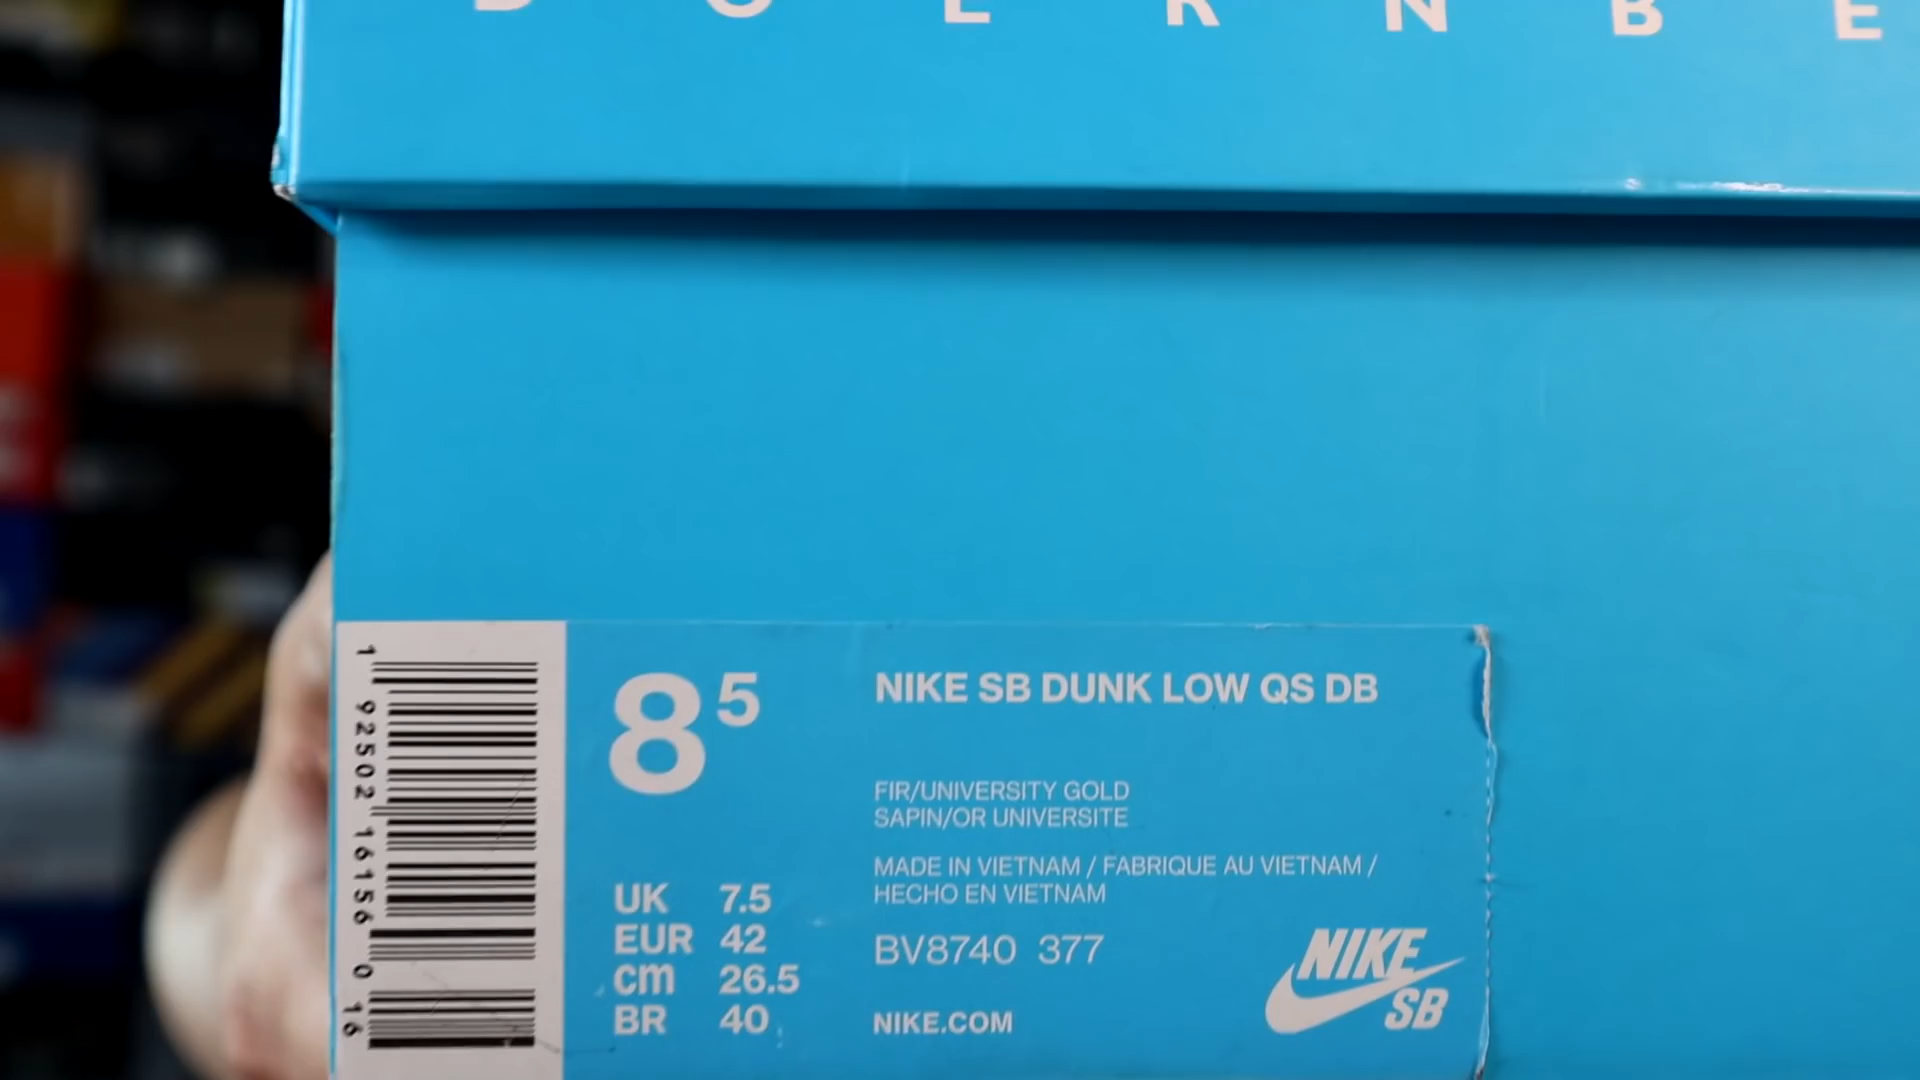 D O E R N B E
8 5
NIKE SB DUNK LOW QS DB
FIR/UNIVERSITY GOLD
SAPIN/OR UNIVERSITE
MADE IN VIETNAM / FABRIQUE AU VIETNAM /
HECHO EN VIETNAM
UK 7.5
EUR 42
cm 26.5
BR 40
BV8740 377
NIKE.COM
NIKE
SB
1 92502 16156 0 16